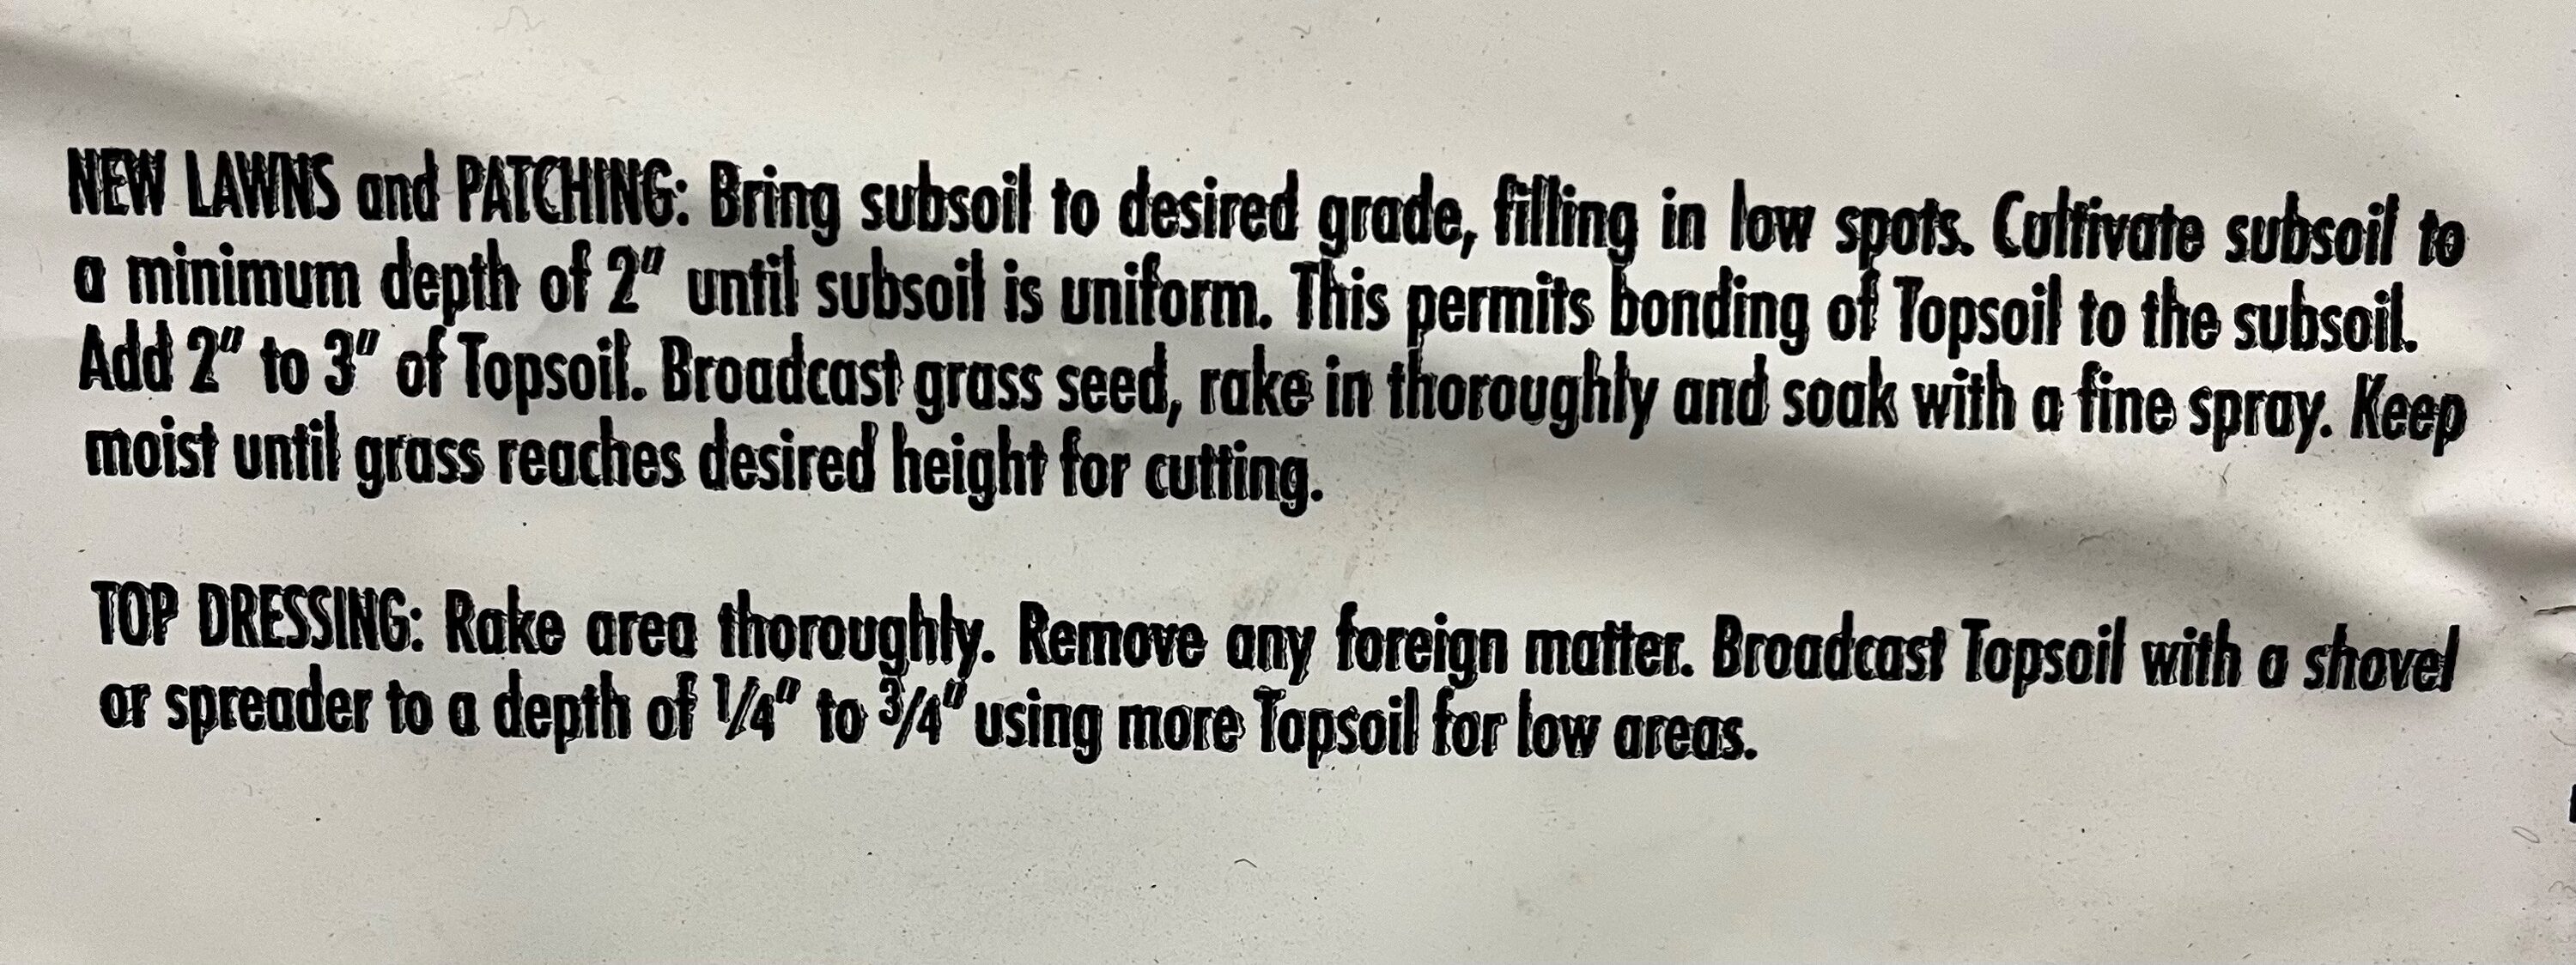 NEW LAWNS and PATCHING: Bring subsoil to desired grade, filling in low spots. Cultivate subsoil to
a minimum depth of 2" until subsoil is uniform. This permits bonding of Topsoil to the subsoil.
Add 2" to 3" of Topsoil. Broadcast grass seed, rake in thoroughly and soak with a fine spray. Keep
moist until grass reaches desired height for cutting.
TOP DRESSING: Rake area thoroughly. Remove any foreign matter. Broadcast Topsoil with a shovel
or spreader to a depth of 1/4" to 3/4" using more Topsoil for low areas.